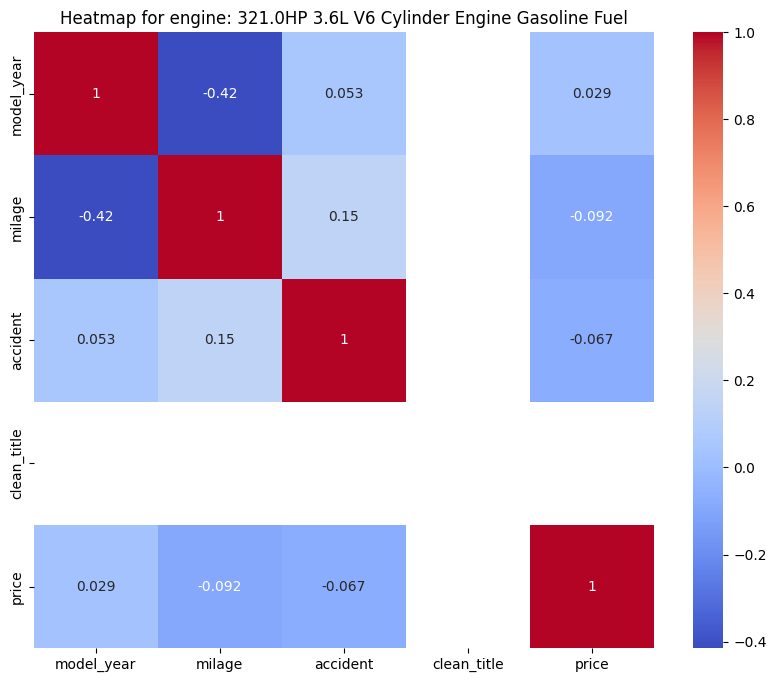 Heatmap for engine: 321.0HP 3.6L V6 Cylinder Engine Gasoline Fuel
model_year 1 -0.42 0.053 0.029
milage -0.42 1 0.15 -0.092
accident 0.053 0.15 1 -0.067
clean_title
price 0.029 -0.092 -0.067 1
model_year milage accident clean_title price
1.0
0.8
0.6
0.4
0.2
0.0
−0.2
−0.4